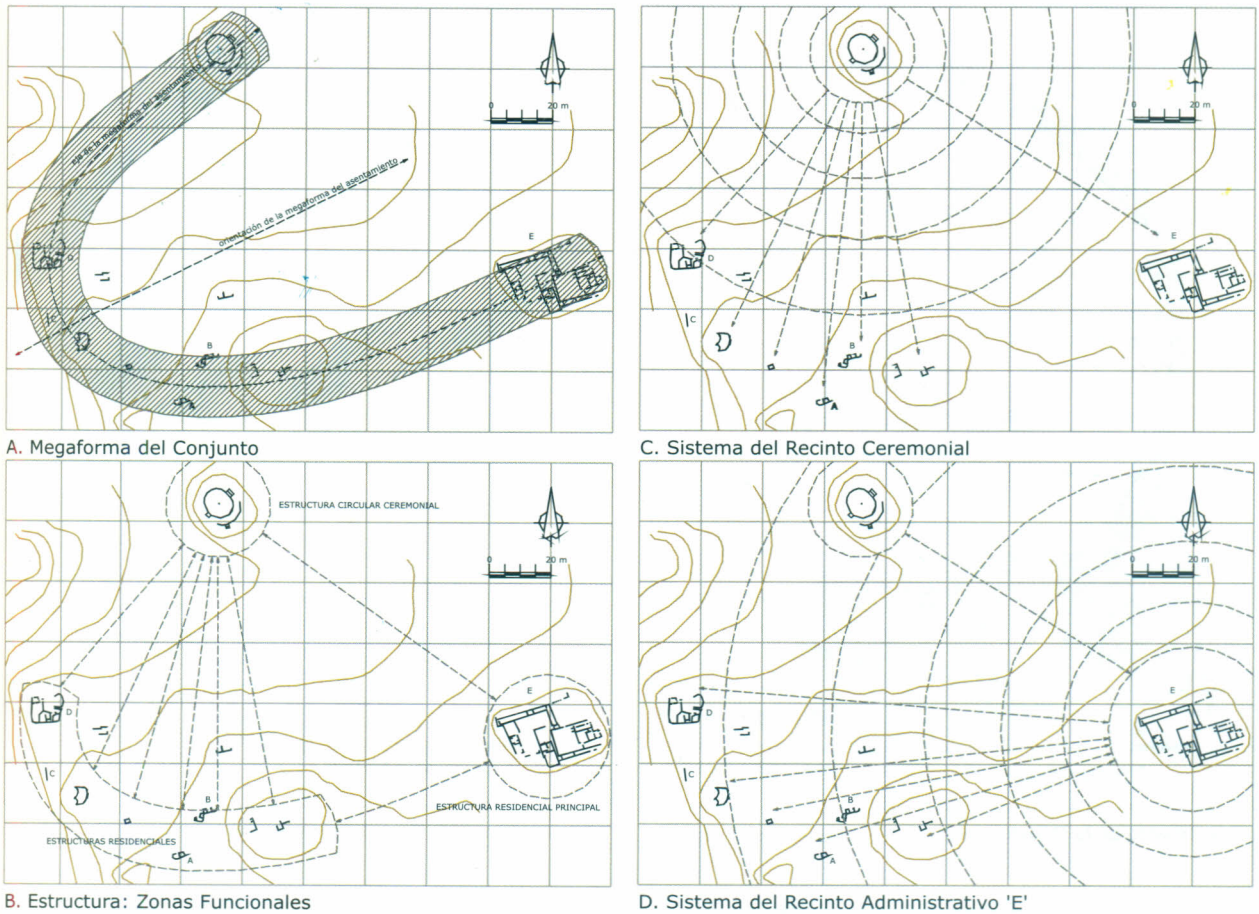 eje de la megaforma del asentamiento
orientación de la megaforma del asentamiento
0 20 m
E
D
C
B
A
A. Megaforma del Conjunto
0 20 m
E
D
C
B
A
C. Sistema del Recinto Ceremonial
ESTRUCTURA CIRCULAR CEREMONIAL
0 20 m
E
D
C
B
ESTRUCTURA RESIDENCIAL PRINCIPAL
ESTRUCTURAS RESIDENCIALES
A
B. Estructura: Zonas Funcionales
0 20 m
E
D
C
B
A
D. Sistema del Recinto Administrativo 'E'